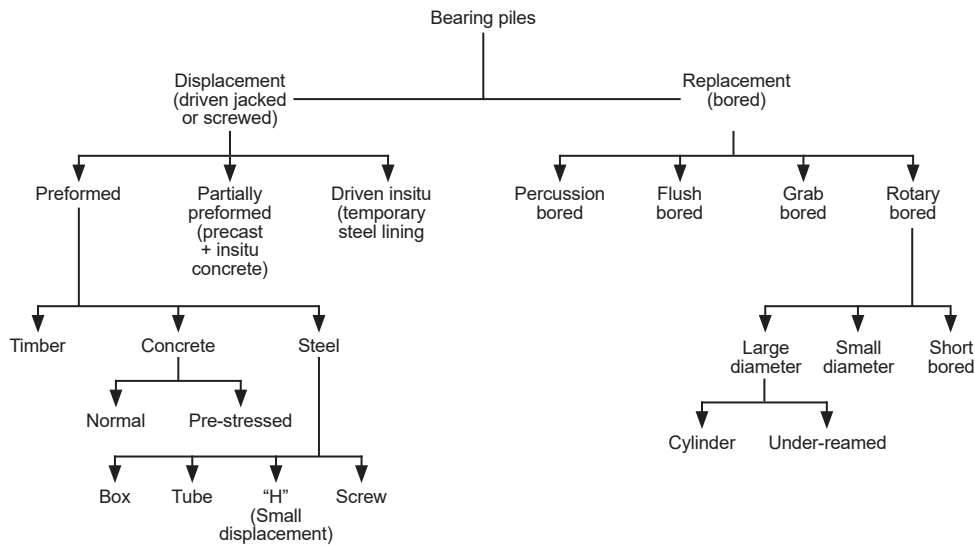 Bearing piles
Displacement
(driven jacked
or screwed)
Replacement
(bored)
Preformed
Partially
preformed
(precast
+ insitu
concrete)
Driven insitu
(temporary
steel lining
Percussion
bored
Flush
bored
Grab
bored
Rotary
bored
Timber
Concrete
Steel
Large
diameter
Small
diameter
Short
bored
Normal
Pre-stressed
Cylinder
Under-reamed
Box
Tube
“H”
(Small
displacement)
Screw